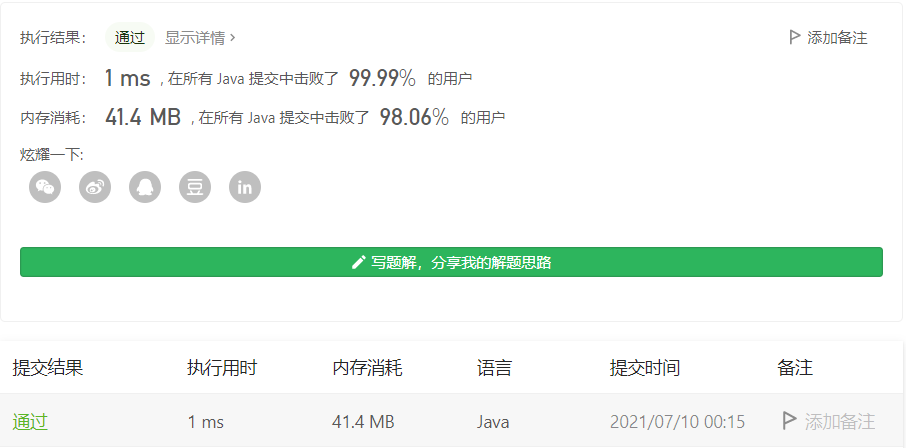 执行结果： 通过 显示详情 › 添加备注
执行用时： 1 ms , 在所有 Java 提交中击败了 99.99% 的用户
内存消耗： 41.4 MB , 在所有 Java 提交中击败了 98.06% 的用户
炫耀一下:
豆 in
写题解，分享我的解题思路
提交结果 执行用时 内存消耗 语言 提交时间 备注
通过 1 ms 41.4 MB Java 2021/07/10 00:15 添加备注